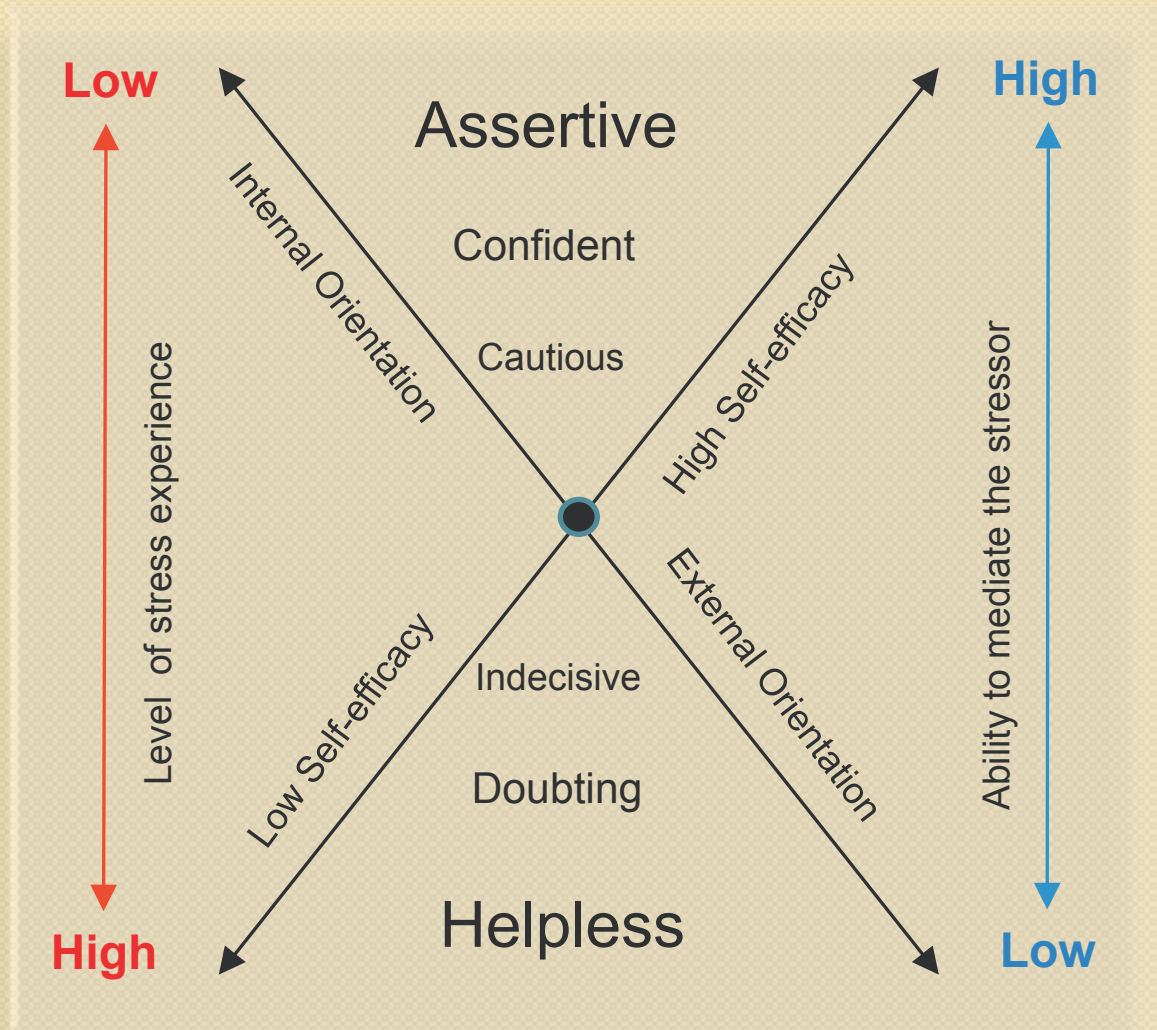 Low
High
Assertive
Internal Orientation
Confident
High Self-efficacy
Cautious
Level of stress experience
Ability to mediate the stressor
Low Self-efficacy
External Orientation
Indecisive
Doubting
Helpless
High
Low